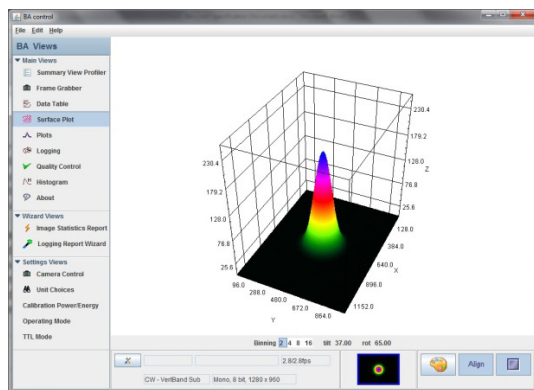 BA control
File Edit Help
BA Views
Main Views
Summary View Profiler
Frame Grabber
Data Table
Surface Plot
Plots
Logging
Quality Control
Histogram
About
Wizard Views
Image Statistics Report
Logging Report Wizard
Settings Views
Camera Control
Unit Choices
Calibration Power/Energy
Operating Mode
TTL Mode
230.4
179.2
128.0
76.8
25.6
Z
230.4
179.2
128.0
76.8
25.6
128.0
384.0
640.0
896.0
1152.0
X
96.0
288.0
480.0
672.0
864.0
Y
Binning 2 4 8 16 tilt 37.00 rot 65.00
2.8/2.8fps
CW - VertBand Sub Mono, 8 bit, 1280 x 960
Align